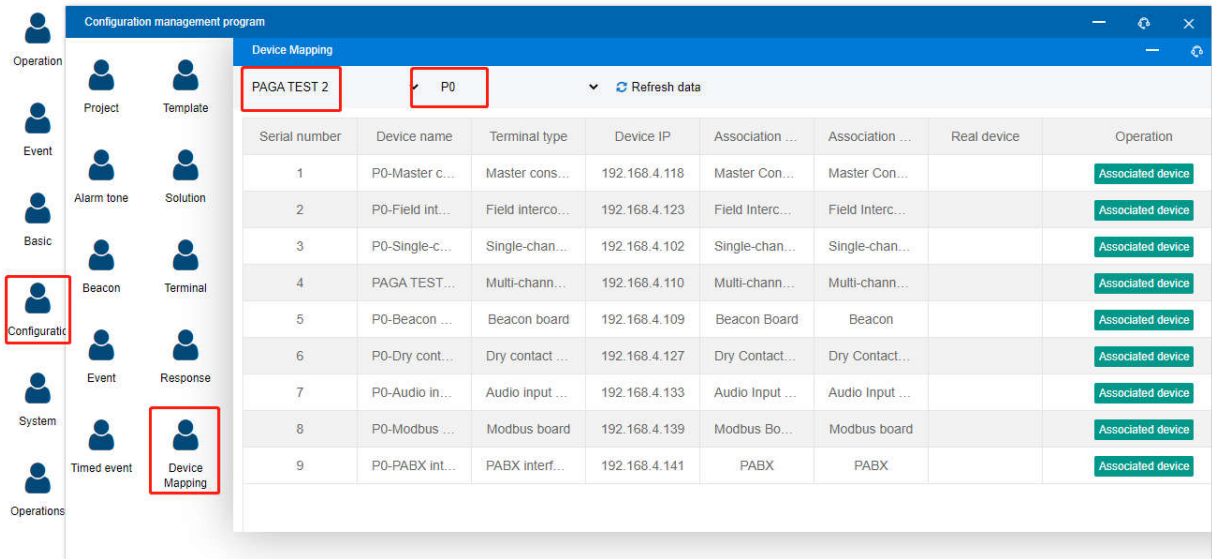 Configuration management program
Operation
Event
Basic
Configuratio
System
Operations
Project
Template
Alarm tone
Solution
Beacon
Terminal
Event
Response
Timed event
Device
Mapping
Device Mapping
PAGA TEST 2 P0 Refresh data
Serial number Device name Terminal type Device IP Association ... Association ... Real device Operation
1 P0-Master c... Master cons... 192.168.4.118 Master Con... Master Con... Associated device
2 P0-Field int... Field interco... 192.168.4.123 Field Interc... Field Interc... Associated device
3 P0-Single-c... Single-chan... 192.168.4.102 Single-chan... Single-chan... Associated device
4 PAGA TEST... Multi-chann... 192.168.4.110 Multi-chann... Multi-chann... Associated device
5 P0-Beacon ... Beacon board 192.168.4.109 Beacon Board Beacon Associated device
6 P0-Dry cont... Dry contact ... 192.168.4.127 Dry Contact... Dry Contact... Associated device
7 P0-Audio in... Audio input ... 192.168.4.133 Audio Input ... Audio Input ... Associated device
8 P0-Modbus ... Modbus board 192.168.4.139 Modbus Bo... Modbus board Associated device
9 P0-PABX int... PABX interf... 192.168.4.141 PABX PABX Associated device